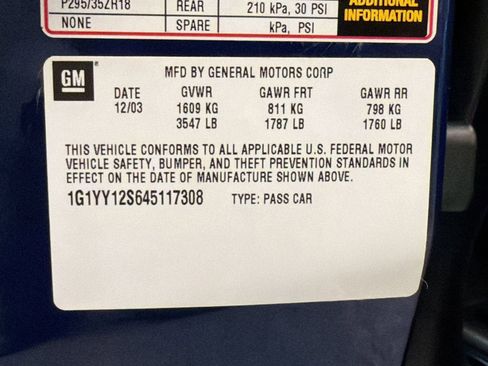 P295/35ZR18 REAR 210 kPa, 30 PSI ADDITIONAL
NONE SPARE kPa, PSI INFORMATION
GM MFD BY GENERAL MOTORS CORP
DATE GVWR GAWR FRT GAWR RR
12/03 1609 KG 811 KG 798 KG
3547 LB 1787 LB 1760 LB
THIS VEHICLE CONFORMS TO ALL APPLICABLE U.S. FEDERAL MOTOR
VEHICLE SAFETY, BUMPER, AND THEFT PREVENTION STANDARDS IN
EFFECT ON THE DATE OF MANUFACTURE SHOWN ABOVE.
1G1YY12S645117308 TYPE: PASS CAR